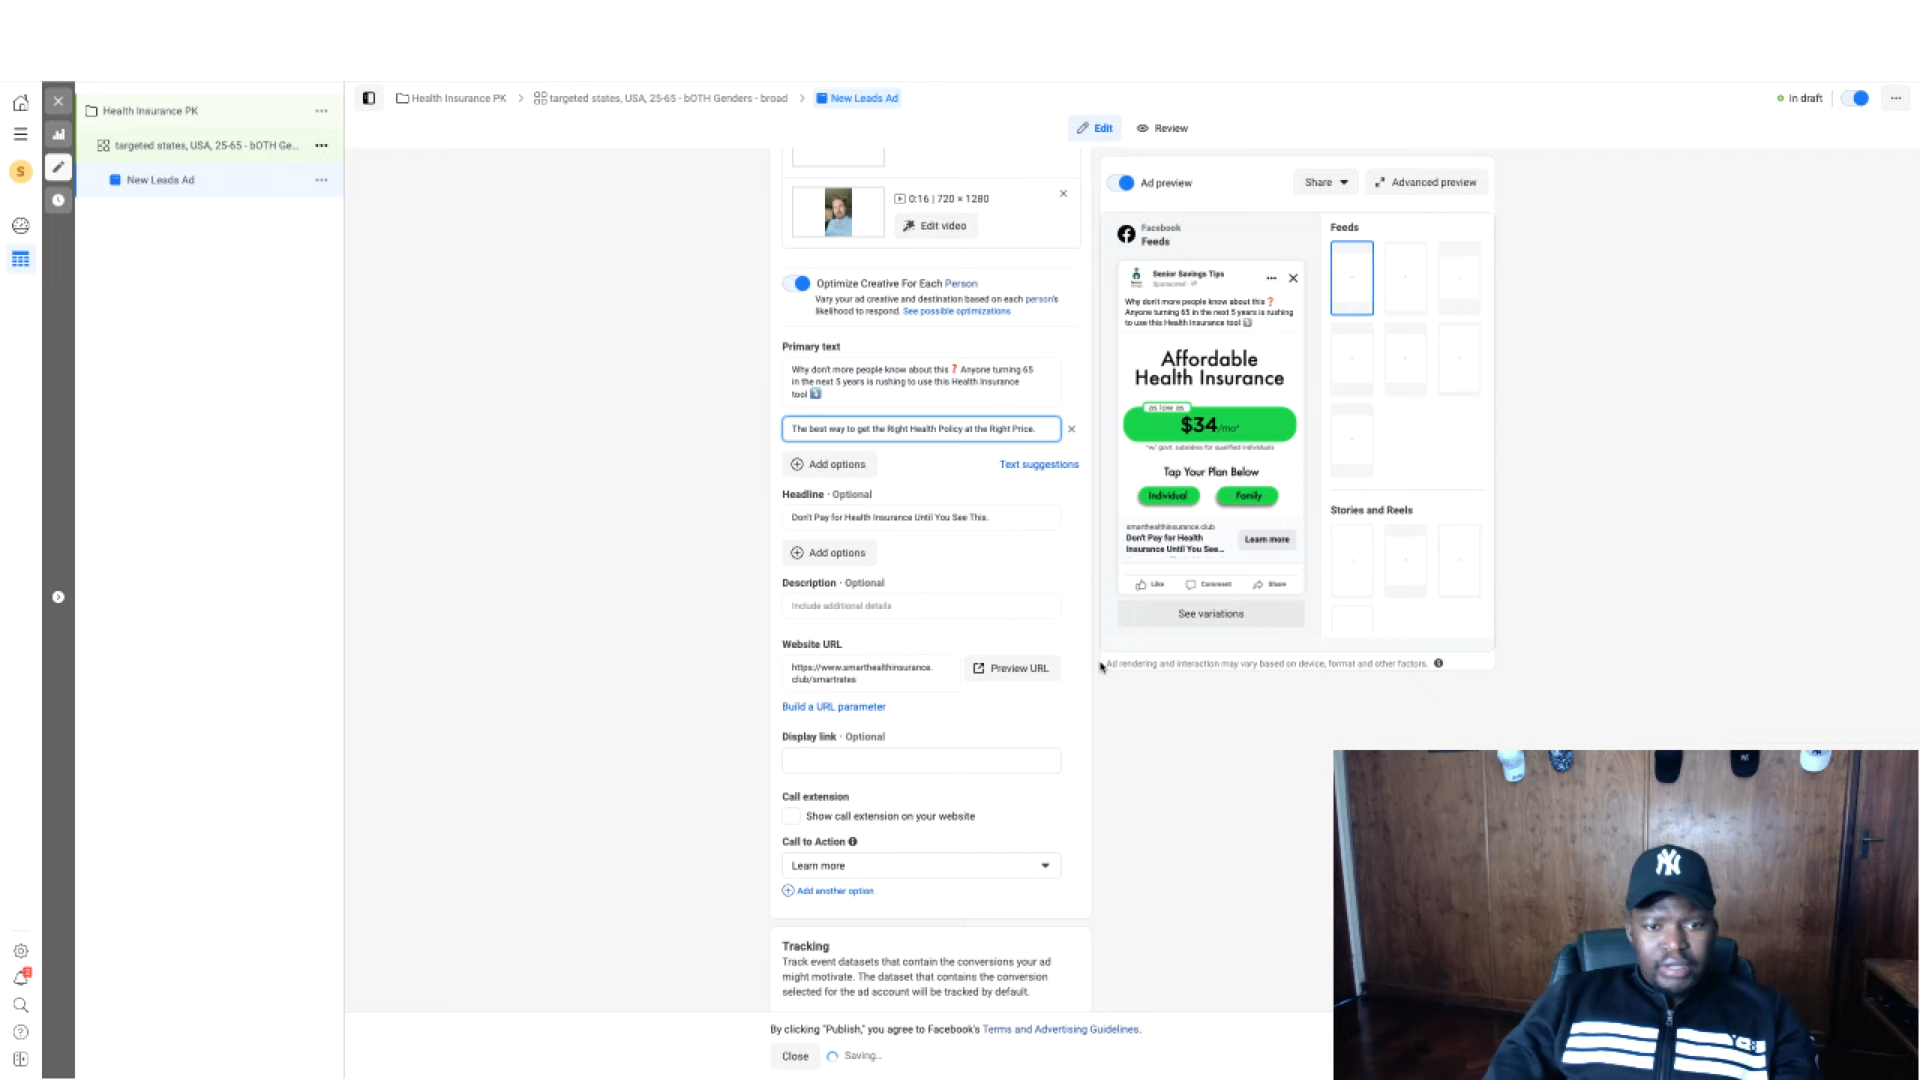 Health Insurance PK
targeted states, USA, 25-65 - bOTH Ge...
New Leads Ad
S
2
Health Insurance PK
targeted states, USA, 25-65 - bOTH Genders - broad
New Leads Ad
In draft
Edit
Review
0:16 | 720 × 1280
Edit video
Optimize Creative For Each Person
Vary your ad creative and destination based on each person's
likelihood to respond. See possible optimizations
Primary text
Why don't more people know about this ❓ Anyone turning 65
in the next 5 years is rushing to use this Health Insurance
tool ⤵️
The best way to get the Right Health Policy at the Right Price.
Add options
Text suggestions
Headline · Optional
Don't Pay for Health Insurance Until You See This.
Add options
Description · Optional
Include additional details
Website URL
https://www.smarthealthinsurance.
club/smartrates
Preview URL
Build a URL parameter
Display link · Optional
Call extension
Show call extension on your website
Call to Action
Learn more
Add another option
Tracking
Track event datasets that contain the conversions your ad
might motivate. The dataset that contains the conversion
selected for the ad account will be tracked by default.
By clicking "Publish," you agree to Facebook's Terms and Advertising Guidelines.
Close
Saving...
Ad preview
Share
Advanced preview
Facebook
Feeds
Senior Savings Tips
Sponsored
Why don't more people know about this ❓
Anyone turning 65 in the next 5 years is rushing
to use this Health Insurance tool ⤵️
Affordable
Health Insurance
as low as
$34/mo*
*w/ govt. subsidies for qualified individuals
Tap Your Plan Below
Individual
Family
smarthealthinsurance.club
Don't Pay for Health
Insurance Until You See...
Learn more
Like
Comment
Share
See variations
Feeds
Stories and Reels
Ad rendering and interaction may vary based on device, format and other factors.
NY